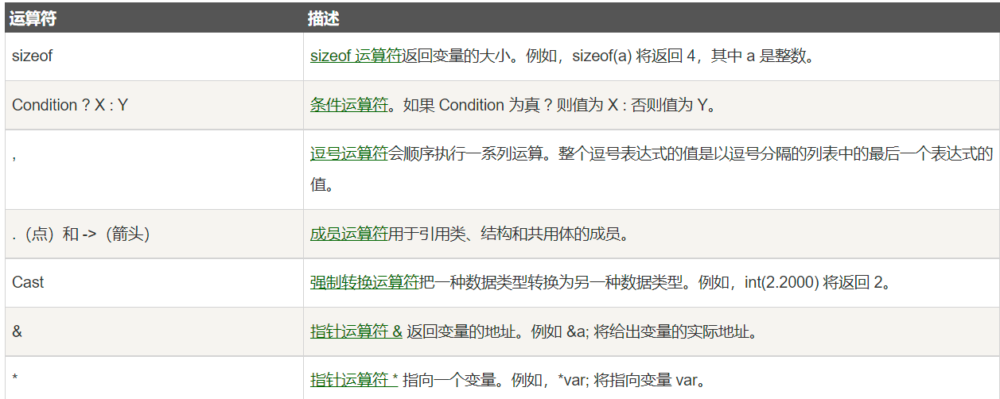 运算符 描述
sizeof sizeof 运算符返回变量的大小。例如，sizeof(a) 将返回 4，其中 a 是整数。
Condition ? X : Y 条件运算符。如果 Condition 为真 ? 则值为 X : 否则值为 Y。
, 逗号运算符会顺序执行一系列运算。整个逗号表达式的值是以逗号分隔的列表中的最后一个表达式的
值。
.（点）和 ->（箭头） 成员运算符用于引用类、结构和共用体的成员。
Cast 强制转换运算符把一种数据类型转换为另一种数据类型。例如，int(2.2000) 将返回 2。
& 指针运算符 & 返回变量的地址。例如 &a; 将给出变量的实际地址。
* 指针运算符 * 指向一个变量。例如，*var; 将指向变量 var。